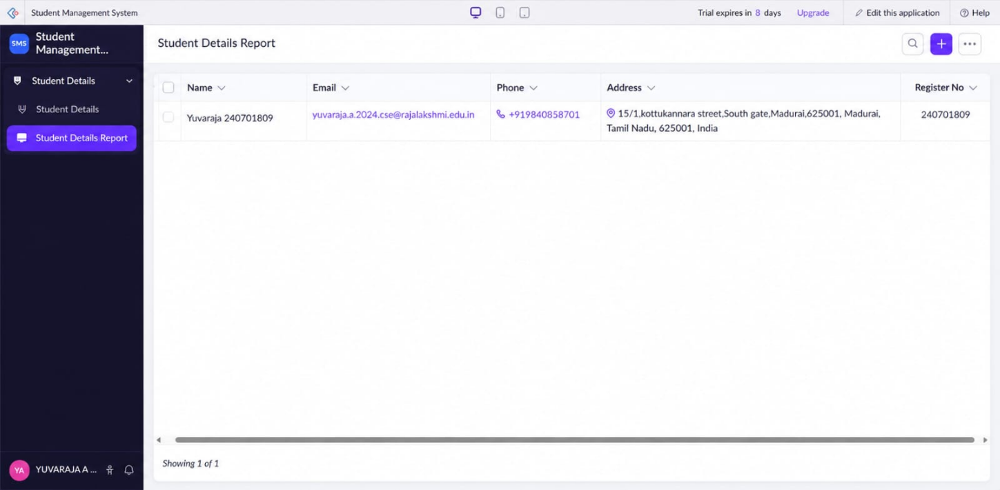 Student Management System
Trial expires in 8 days
Upgrade
Edit this application
Help
SMS
Student
Management...
Student Details
Student Details
Student Details Report
YA
YUVARAJA A ...
Student Details Report
Name
Email
Phone
Address
Register No
Yuvaraja 240701809
yuvaraja.a.2024.cse@rajalakshmi.edu.in
+919840858701
15/1,kottukannara street,South gate,Madurai,625001, Madurai,
Tamil Nadu, 625001, India
240701809
Showing 1 of 1